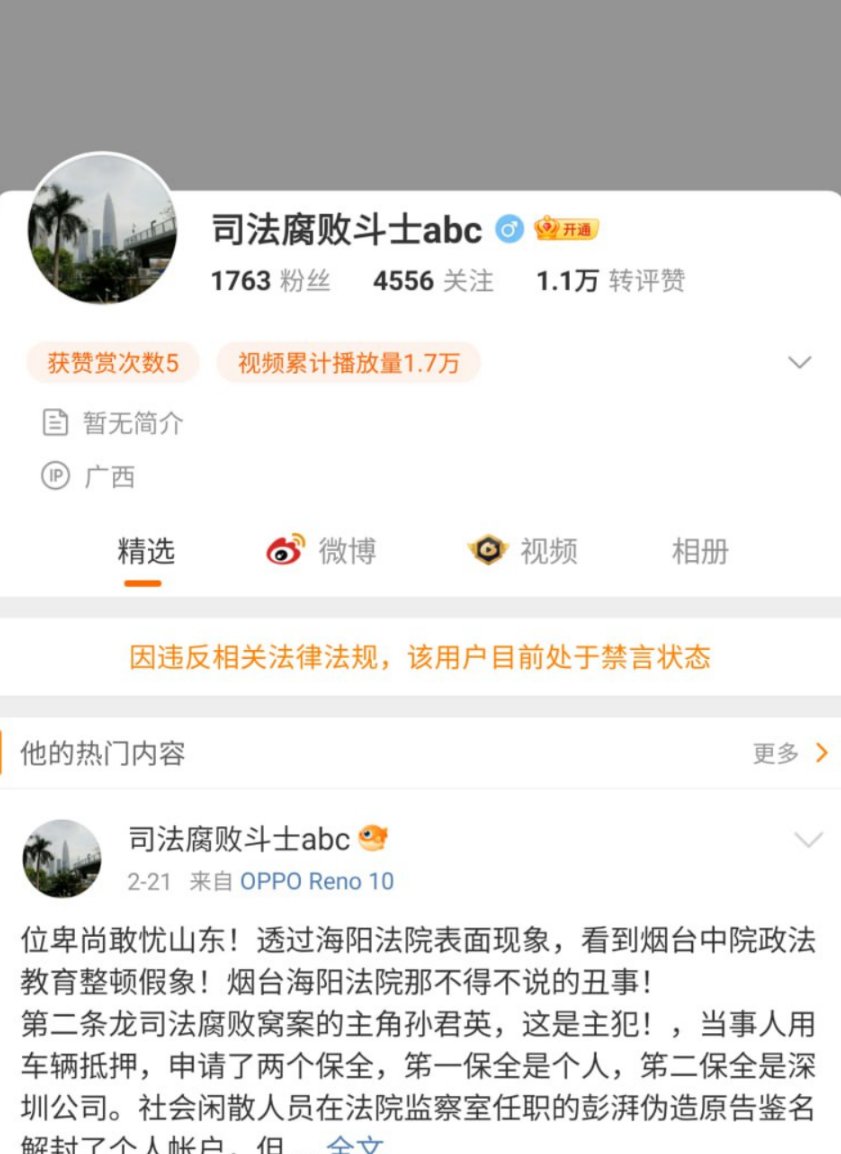 司法腐败斗士abc 开通
1763 粉丝 4556 关注 1.1万 转评赞
获赞赏次数5 视频累计播放量1.7万
暂无简介
IP 广西
精选 微博 视频 相册
因违反相关法律法规，该用户目前处于禁言状态
他的热门内容 更多
司法腐败斗士abc
2-21 来自 OPPO Reno 10
位卑尚敢忧山东！透过海阳法院表面现象，看到烟台中院政法
教育整顿假象！烟台海阳法院那不得不说的丑事！
第二条龙司法腐败窝案的主角孙君英，这是主犯！，当事人用
车辆抵押，申请了两个保全，笫一保全是个人，笫二保全是深
圳公司。社会闲散人员在法院监察室任职的彭湃伪造原告鉴名
解封了个人帐户，但... 全文